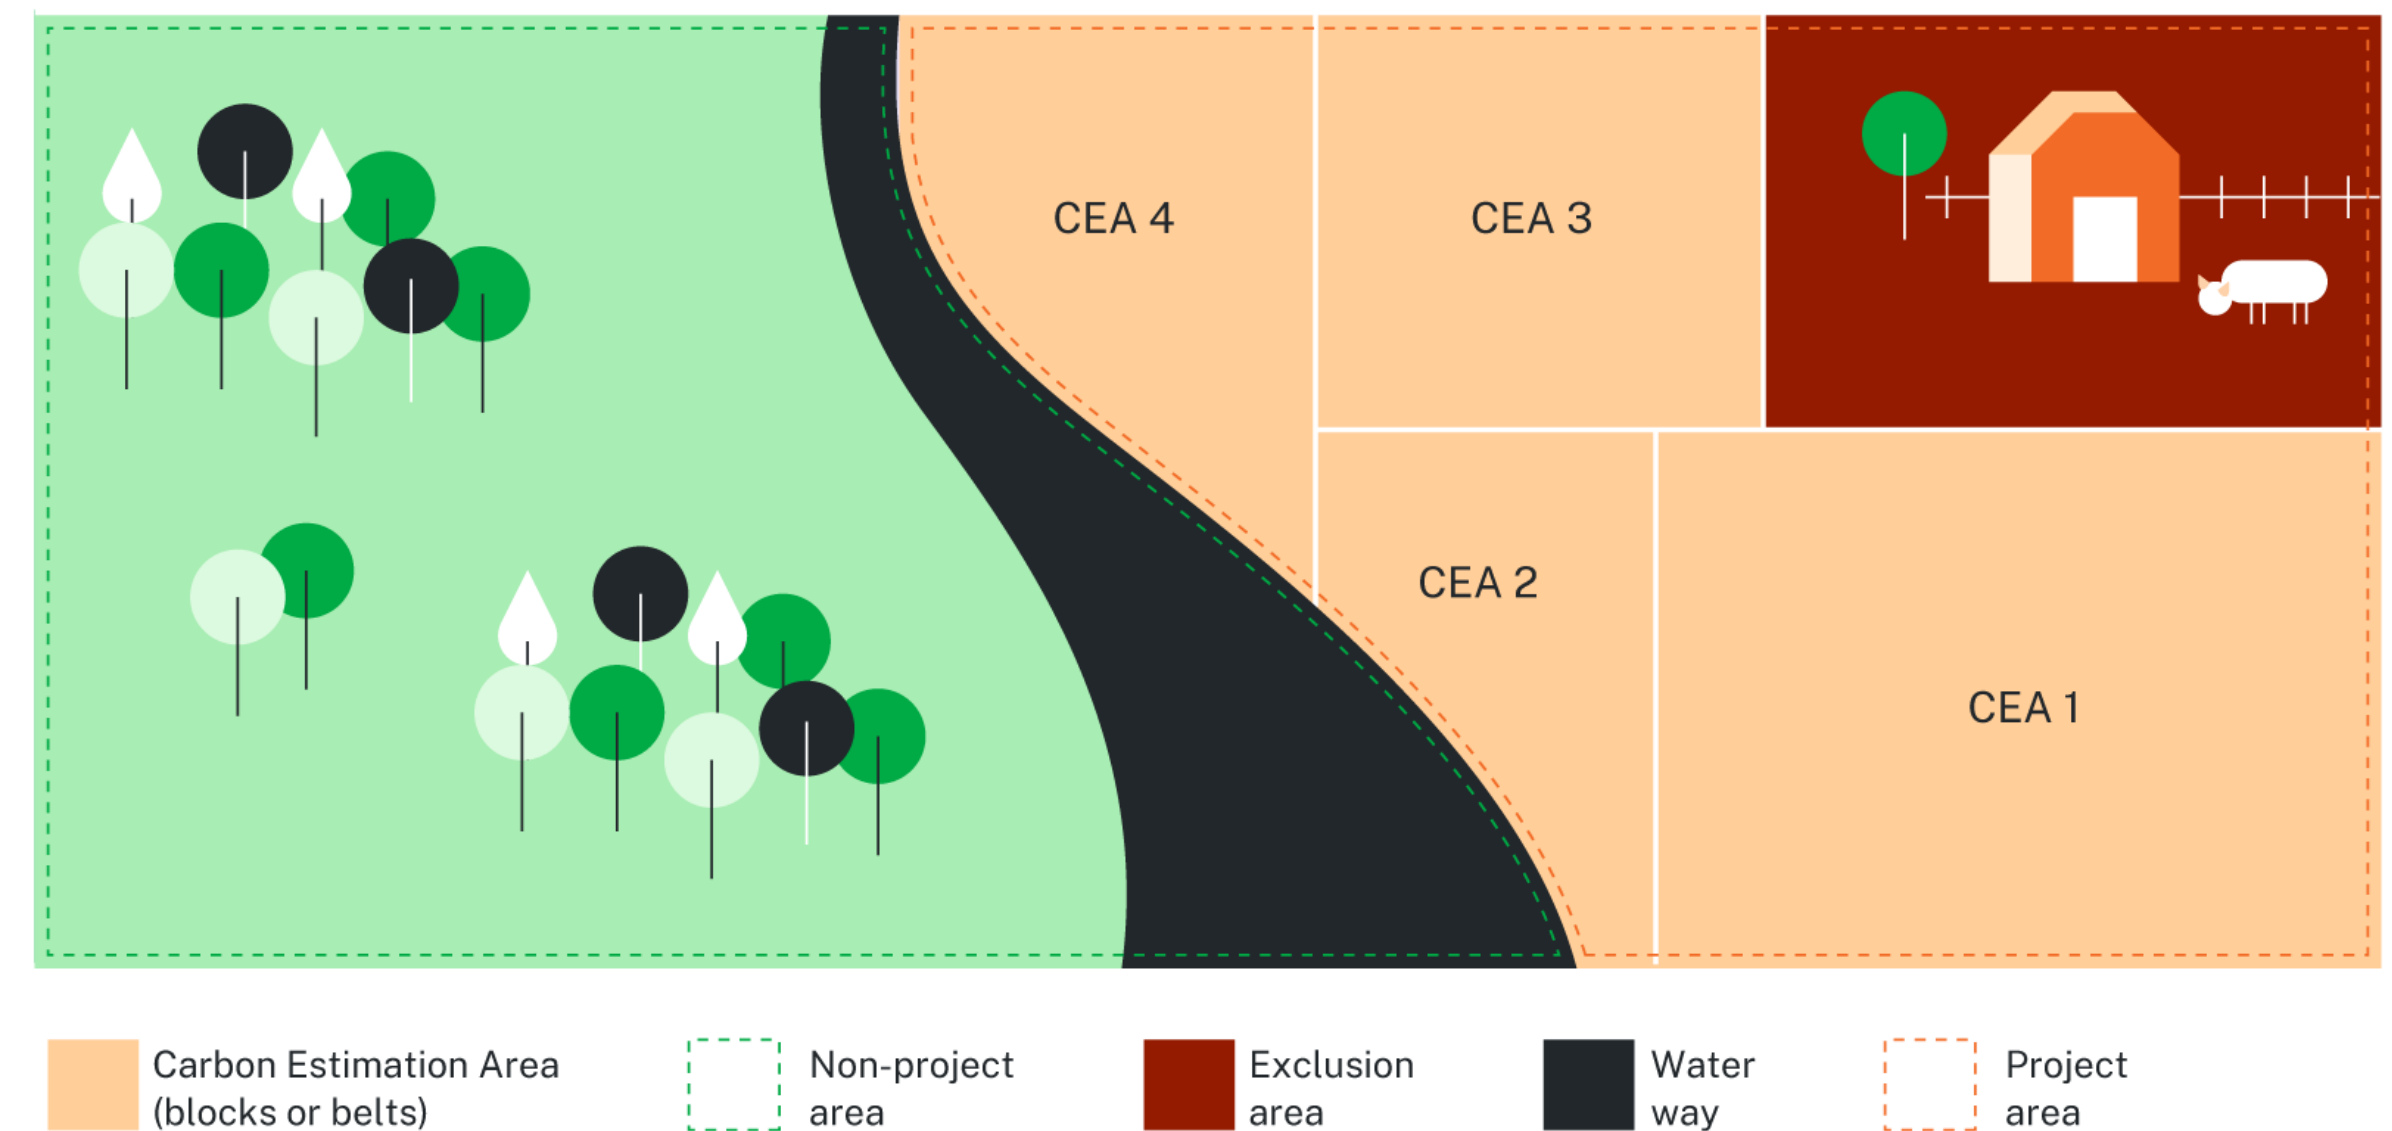 CEA 4
CEA 3
CEA 2
CEA 1
Carbon Estimation Area
(blocks or belts)
Non-project
area
Exclusion
area
Water
way
Project
area